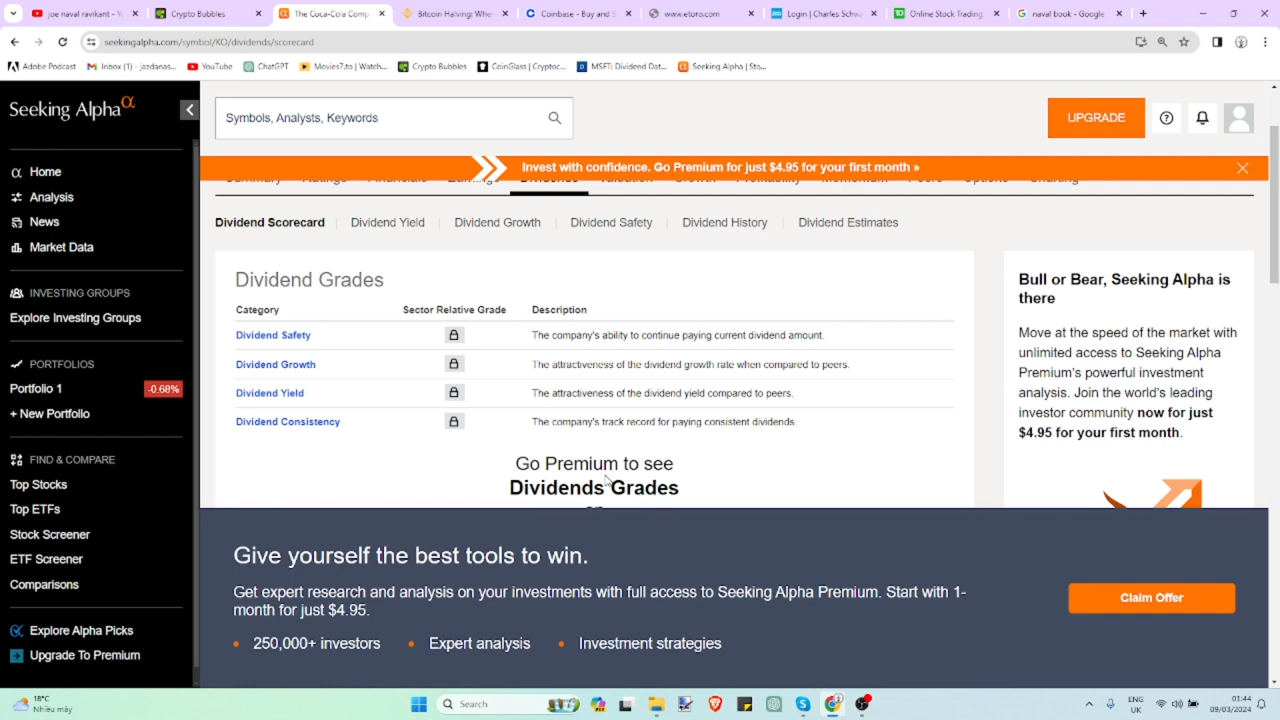 joe naval ravikant -
Crypto Bubbles
The Coca-Cola Comp
Bitcoin Halving: Whe
Coinbase - Buy and S
www.etoro.com
Login | Charles Schw
Online Stock Trading
naval book - Google
seekingalpha.com/symbol/KO/dividends/scorecard
Adobe Podcast
Inbox (1) - jazdanas...
YouTube
ChatGPT
Movies7.to | Watch...
Crypto Bubbles
CoinGlass | Cryptoc...
MSFT: Dividend Dat...
Seeking Alpha | Sto...
Seeking Alpha α
Symbols, Analysts, Keywords
UPGRADE
Invest with confidence. Go Premium for just $4.95 for your first month »
Home
Analysis
News
Market Data
INVESTING GROUPS
Explore Investing Groups
PORTFOLIOS
Portfolio 1
-0.68%
+ New Portfolio
FIND & COMPARE
Top Stocks
Top ETFs
Stock Screener
ETF Screener
Comparisons
Explore Alpha Picks
Upgrade To Premium
Dividend Scorecard
Dividend Yield
Dividend Growth
Dividend Safety
Dividend History
Dividend Estimates
Dividend Grades
Category Sector Relative Grade Description
Dividend Safety The company's ability to continue paying current dividend amount.
Dividend Growth The attractiveness of the dividend growth rate when compared to peers.
Dividend Yield The attractiveness of the dividend yield compared to peers.
Dividend Consistency The company's track record for paying consistent dividends.
Go Premium to see
Dividends Grades
Bull or Bear, Seeking Alpha is
there
Move at the speed of the market with
unlimited access to Seeking Alpha
Premium's powerful investment
analysis. Join the world's leading
investor community now for just
$4.95 for your first month.
Give yourself the best tools to win.
Get expert research and analysis on your investments with full access to Seeking Alpha Premium. Start with 1-
month for just $4.95.
250,000+ investors
Expert analysis
Investment strategies
Claim Offer
18°C
Nhiều mây
Search
ENG
UK
01:44
09/03/2024